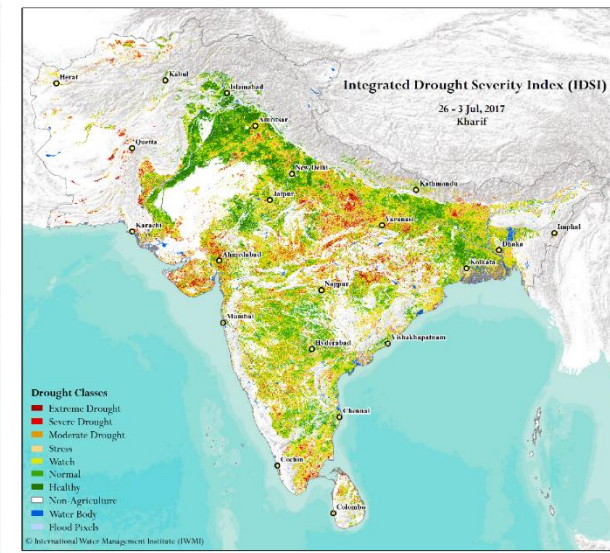 Integrated Drought Severity Index (IDSI)
26 - 3 Jul, 2017
Kharif
Herat
Kabul
Islamabad
Amritsar
Quetta
New Delhi
Jaipur
Kathmandu
Varanasi
Imphal
Karachi
Dhaka
Ahmedabad
Kolkata
Nagpur
Mumbai
Vishakhapatnam
Hyderabad
Chennai
Cochin
Colombo
Drought Classes
Extreme Drought
Severe Drought
Moderate Drought
Stress
Watch
Normal
Healthy
Non-Agriculture
Water Body
Flood Pixels
© International Water Management Institute (IWMI)